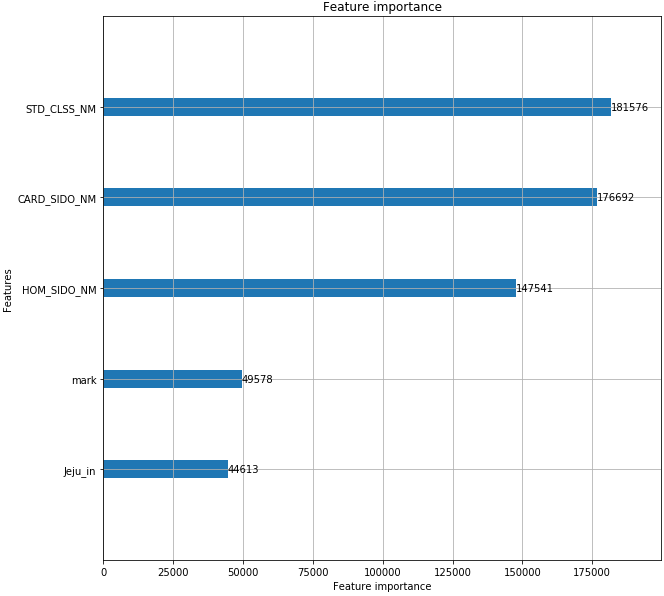 Feature importance
STD_CLSS_NM
181576
CARD_SIDO_NM
176692
HOM_SIDO_NM
147541
mark
49578
Jeju_in
44613
Features
0 25000 50000 75000 100000 125000 150000 175000
Feature importance